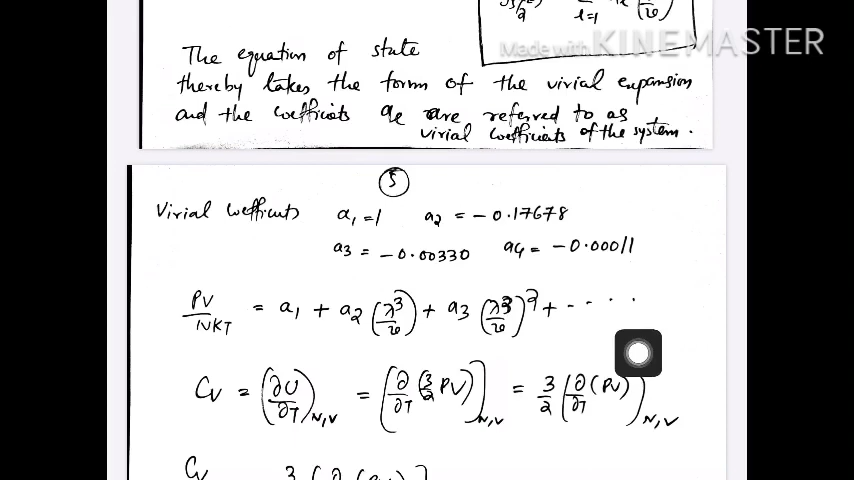 Made with KINEMASTER
The equation of state
thereby takes the form of the virial expansion
and the coefficients aℓ are referred to as
virial coefficients of the system.
5
Virial coefficients a₁ = 1 a₂ = -0.17678
a₃ = -0.00330 a₄ = -0.00011
PV/NKT = a₁ + a₂ (λ³/v) + a₃ (λ³/v)² + - - - -
Cv = (∂U/∂T)N,V = [∂/∂T (3/2 PV)]N,V = 3/2 [∂/∂T (PV)]N,V